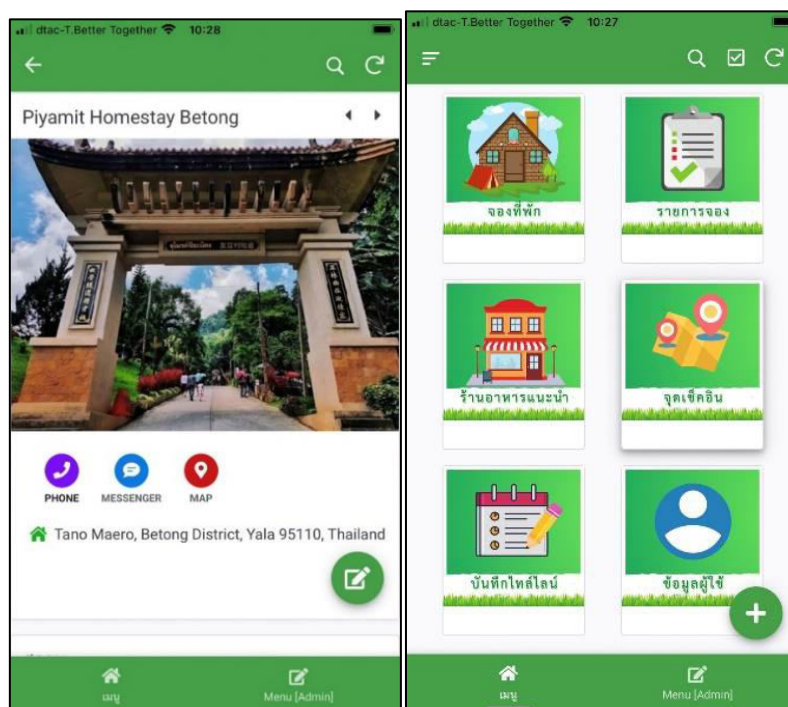 dtac-T.Better Together 10:28
Piyamit Homestay Betong
PHONE MESSENGER MAP
Tano Maero, Betong District, Yala 95110, Thailand
เมนู Menu [Admin]
dtac-T.Better Together 10:27
จองที่พัก รายการจอง
ร้านอาหารแนะนำ จุดเช็คอิน
บันทึกไทล์ไลน์ ข้อมูลผู้ใช้
เมนู Menu [Admin]